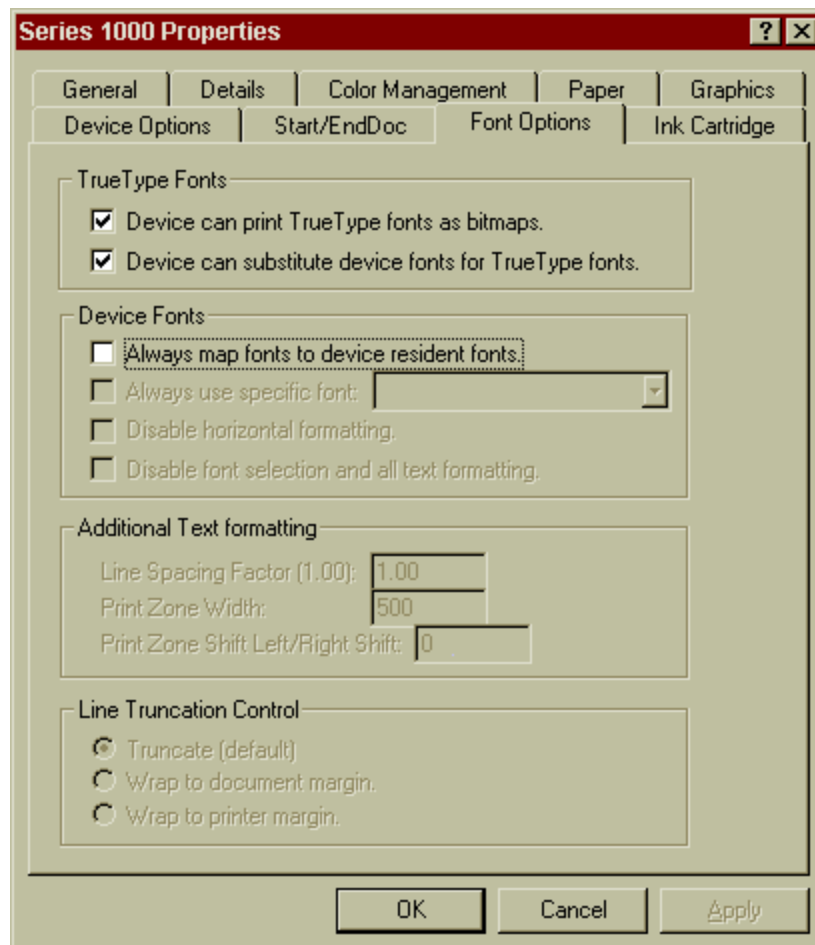 Series 1000 Properties
General Details Color Management Paper Graphics
Device Options Start/EndDoc Font Options Ink Cartridge
TrueType Fonts
Device can print TrueType fonts as bitmaps.
Device can substitute device fonts for TrueType fonts.
Device Fonts
Always map fonts to device resident fonts.
Always use specific font:
Disable horizontal formatting.
Disable font selection and all text formatting.
Additional Text formatting
Line Spacing Factor (1.00): 1.00
Print Zone Width: 500
Print Zone Shift Left/Right Shift: 0
Line Truncation Control
Truncate (default)
Wrap to document margin.
Wrap to printer margin.
OK Cancel Apply